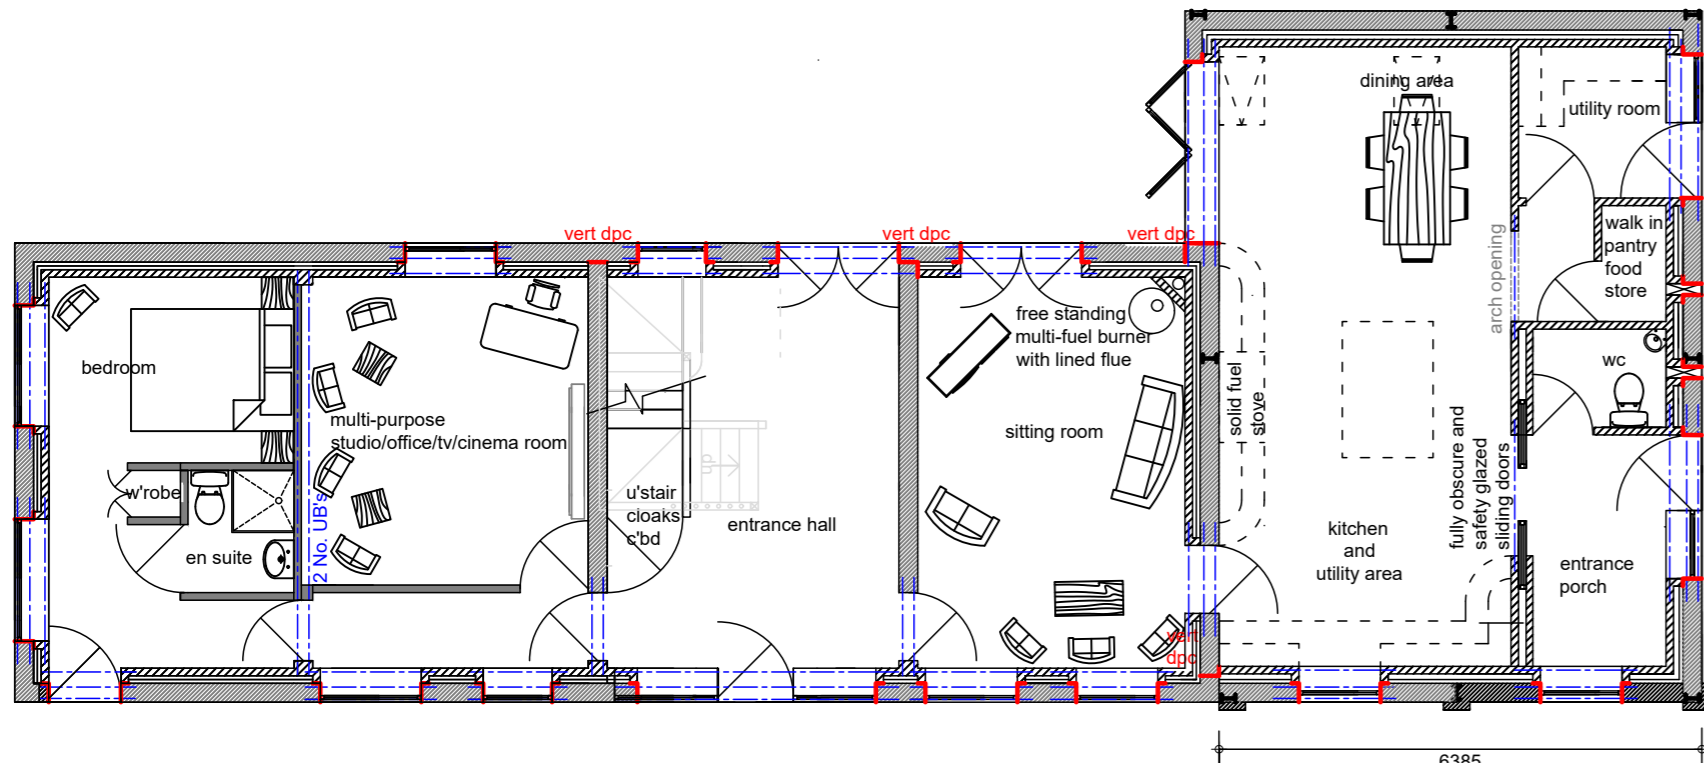 dining area
utility room
walk in
pantry
food
store
arch opening
wc
vert dpc
vert dpc
vert dpc
free standing
multi-fuel burner
with lined flue
solid fuel
stove
bedroom
multi-purpose
studio/office/tv/cinema room
sitting room
fully obscure and
safety glazed
sliding doors
dn
w'robe
u'stair
cloaks
c'bd
entrance hall
en suite
2 No. UB's
kitchen
and
utility area
entrance
porch
vert
dpc
6385